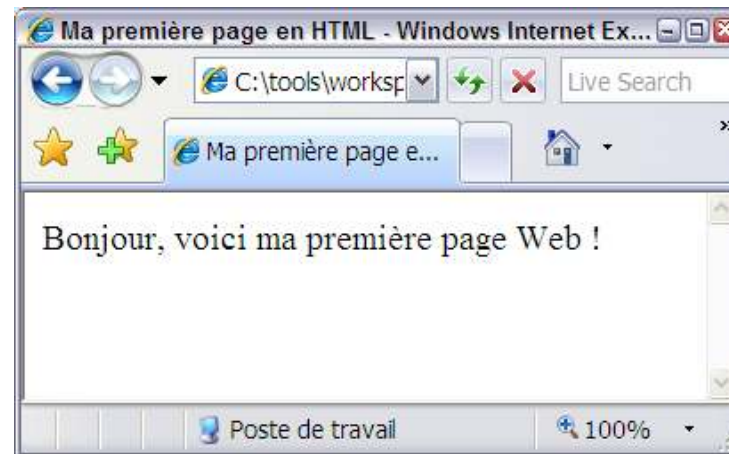 Ma première page en HTML - Windows Internet Ex...
C:\tools\worksp
Live Search
Ma première page e...
»
Bonjour, voici ma première page Web !
Poste de travail
100%